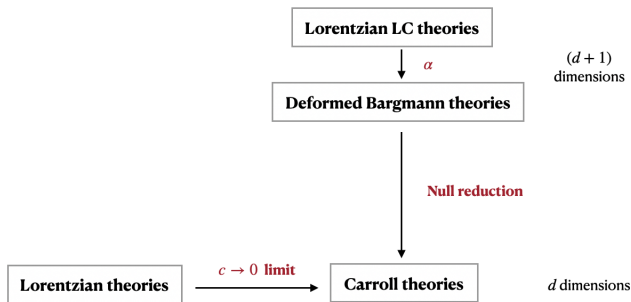 Lorentzian LC theories
α
(d + 1)
dimensions
Deformed Bargmann theories
Null reduction
c → 0 limit
Lorentzian theories
Carroll theories
d dimensions